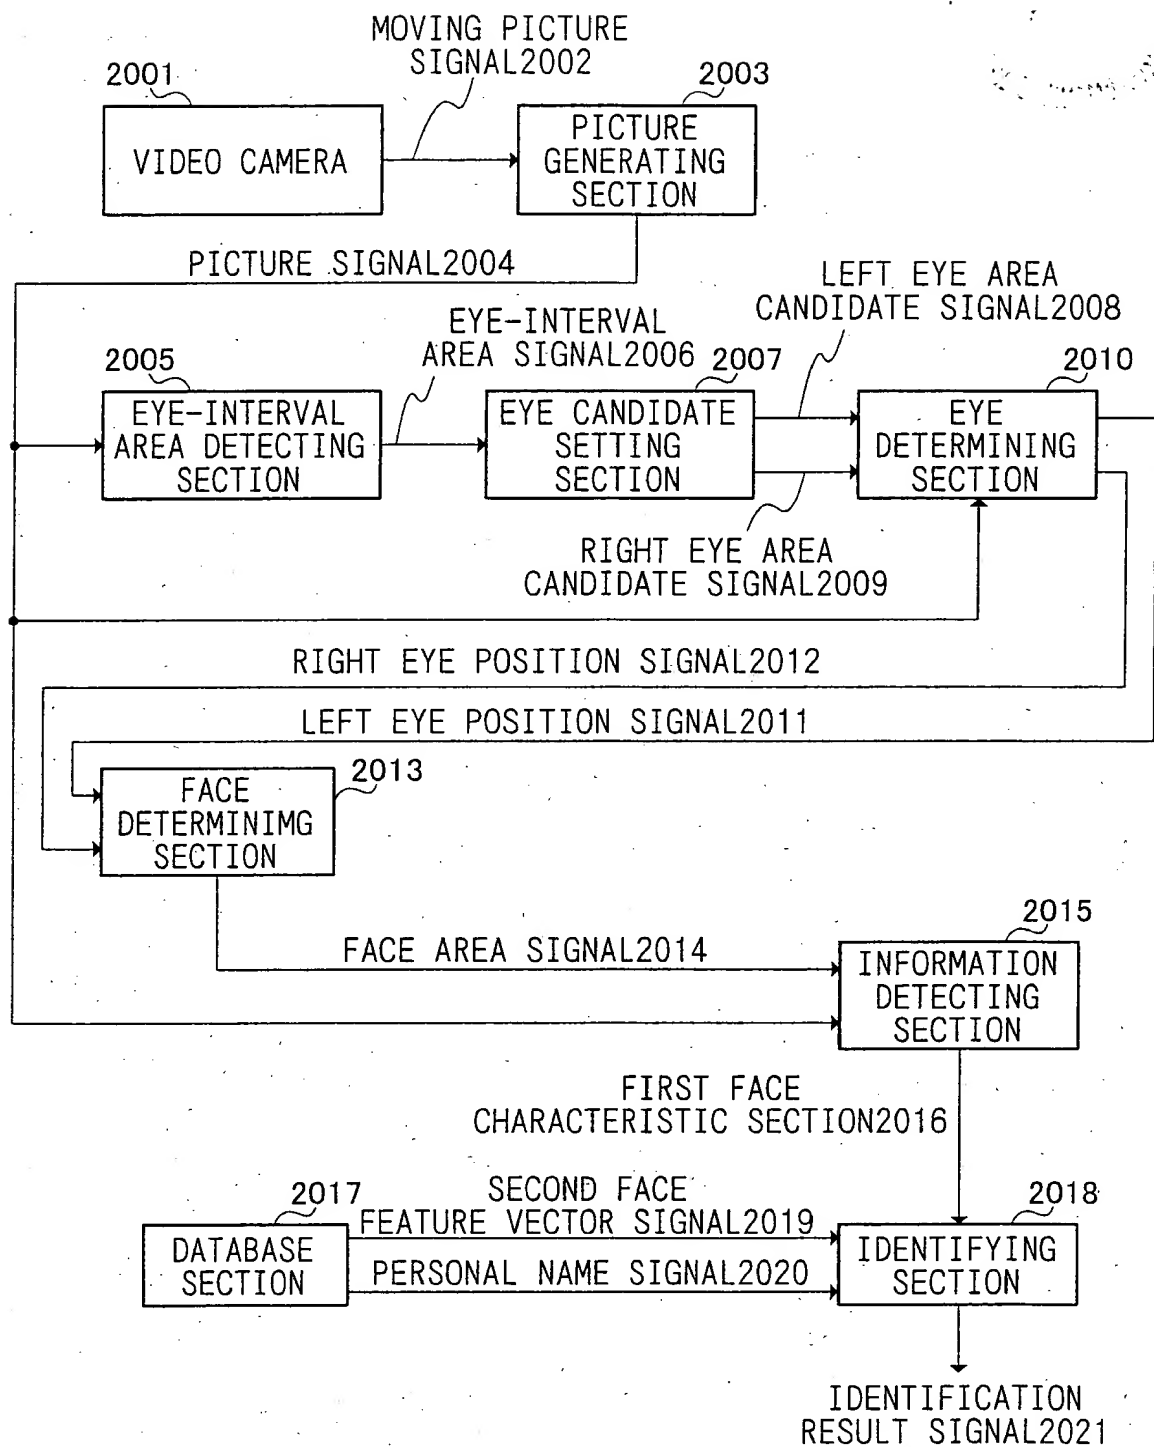 MOVING PICTURE
SIGNAL2002
2001
2003
VIDEO CAMERA
PICTURE
GENERATING
SECTION
PICTURE SIGNAL2004
LEFT EYE AREA
CANDIDATE SIGNAL2008
EYE-INTERVAL
AREA SIGNAL2006
2005
2007
2010
EYE-INTERVAL
AREA DETECTING
SECTION
EYE CANDIDATE
SETTING
SECTION
EYE
DETERMINING
SECTION
RIGHT EYE AREA
CANDIDATE SIGNAL2009
RIGHT EYE POSITION SIGNAL2012
LEFT EYE POSITION SIGNAL2011
2013
FACE
DETERMINIMG
SECTION
2015
FACE AREA SIGNAL2014
INFORMATION
DETECTING
SECTION
FIRST FACE
CHARACTERISTIC SECTION2016
2017
SECOND FACE
FEATURE VECTOR SIGNAL2019
2018
DATABASE
SECTION
PERSONAL NAME SIGNAL2020
IDENTIFYING
SECTION
IDENTIFICATION
RESULT SIGNAL2021